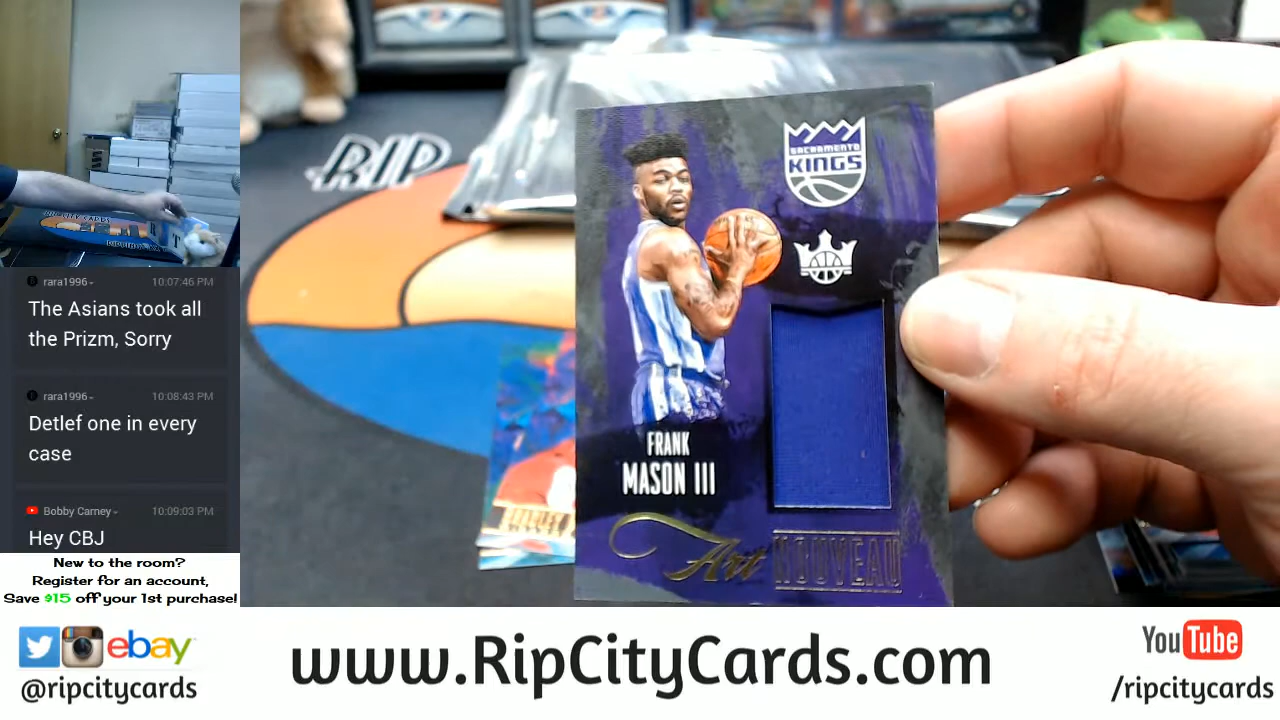 rara1996
10:07:46 PM
The Asians took all
the Prizm, Sorry
rara1996
10:08:43 PM
Detlef one in every
case
Bobby Carney
10:09:03 PM
Hey CBJ
New to the room?
Register for an account,
Save $15 off your 1st purchase!
RIP
SACRAMENTO
KINGS
FRANK
MASON III
Art NOUVEAU
ebay
@ripcitycards
www.RipCityCards.com
YouTube
/ripcitycards